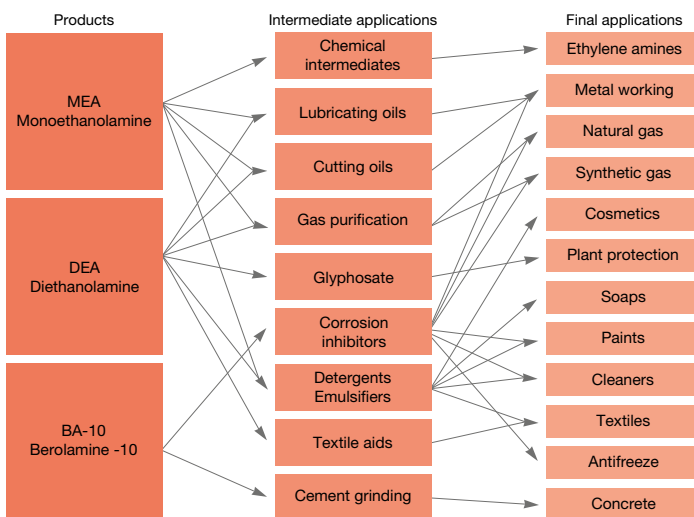 Products
Intermediate applications
Final applications
MEA
Monoethanolamine
DEA
Diethanolamine
BA-10
Berolamine -10
Chemical
intermediates
Lubricating oils
Cutting oils
Gas purification
Glyphosate
Corrosion
inhibitors
Detergents
Emulsifiers
Textile aids
Cement grinding
Ethylene amines
Metal working
Natural gas
Synthetic gas
Cosmetics
Plant protection
Soaps
Paints
Cleaners
Textiles
Antifreeze
Concrete